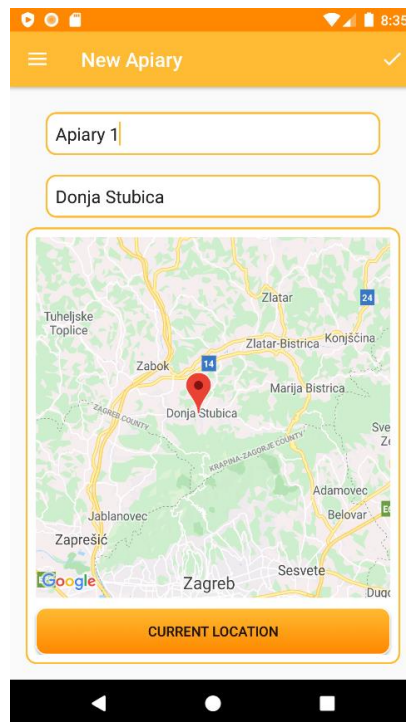 8:35
New Apiary
Apiary 1
Donja Stubica
Zlatar
24
Tuheljske
Toplice
Zlatar-Bistrica
Konjščina
Zabok
14
Marija Bistrica
ZAGREB COUNTY
Donja Stubica
KRAPINA-ZAGORJE COUNTY
Adamovec
Jablanovec
Belovar
Zaprešić
Google
Zagreb
Sesvete
CURRENT LOCATION